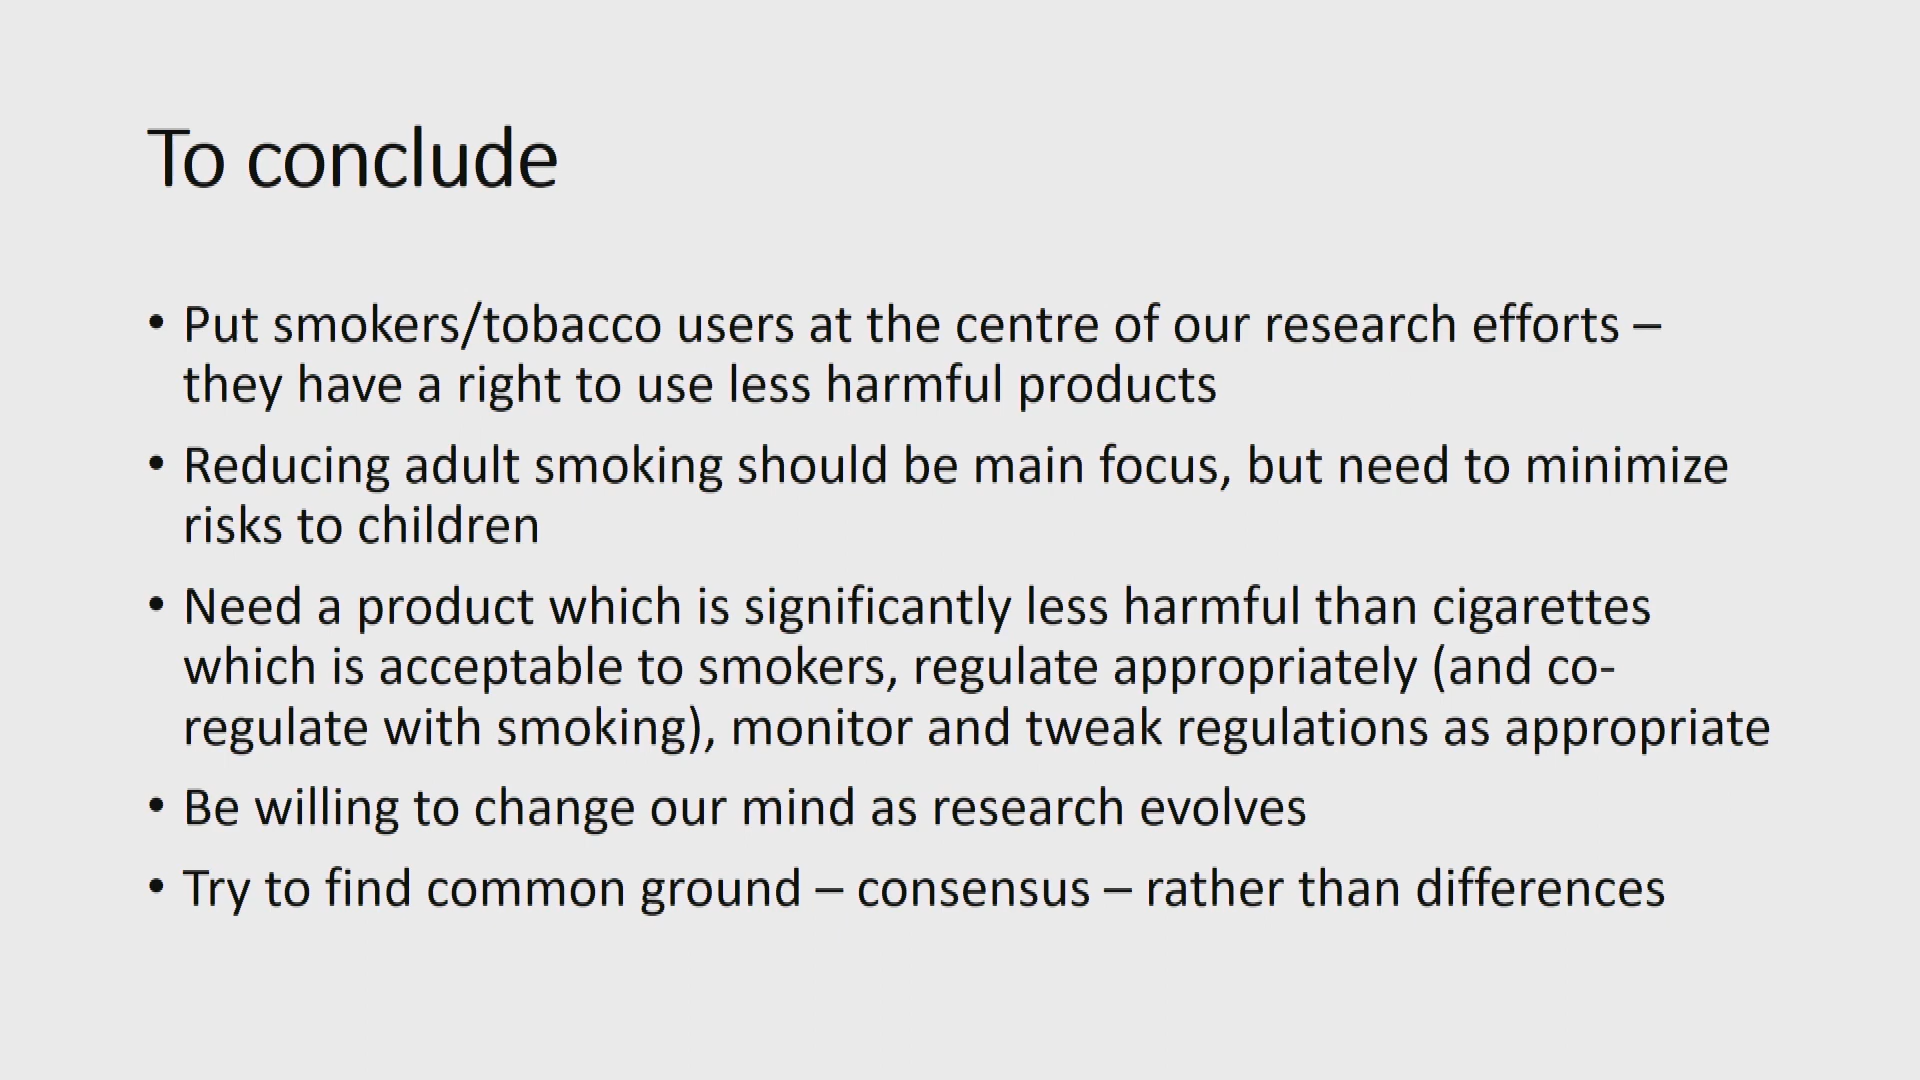 To conclude
• Put smokers/tobacco users at the centre of our research efforts –
they have a right to use less harmful products
• Reducing adult smoking should be main focus, but need to minimize
risks to children
• Need a product which is significantly less harmful than cigarettes
which is acceptable to smokers, regulate appropriately (and co-
regulate with smoking), monitor and tweak regulations as appropriate
• Be willing to change our mind as research evolves
• Try to find common ground – consensus – rather than differences